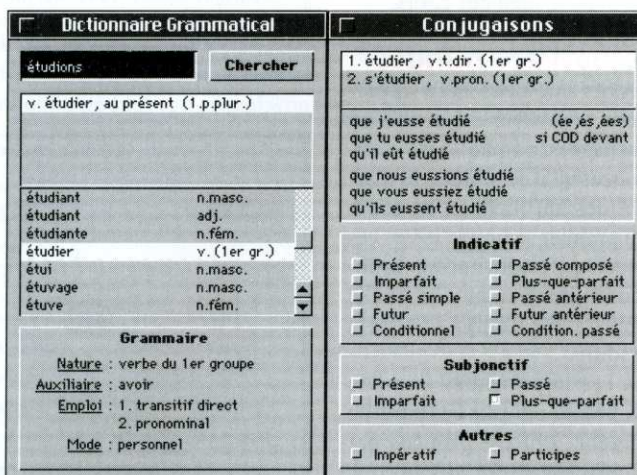 Dictionnaire Grammatical
étudions
Chercher
v. étudier, au présent (1.p.plur.)
étudiant n.masc.
étudiant adj.
étudiante n.fém.
étudier v. (1er gr.)
étui n.masc.
étuvage n.masc.
étuve n.fém.
Grammaire
Nature : verbe du 1er groupe
Auxiliaire : avoir
Emploi : 1. transitif direct
2. pronominal
Mode : personnel
Conjugaisons
1. étudier, v.t.dir. (1er gr.)
2. s'étudier, v.pron. (1er gr.)
que j'eusse étudié (ée,és,ées)
que tu eusses étudié si COD devant
qu'il eût étudié
que nous eussions étudié
que vous eussiez étudié
qu'ils eussent étudié
Indicatif
Présent Passé composé
Imparfait Plus-que-parfait
Passé simple Passé antérieur
Futur Futur antérieur
Conditionnel Condition. passé
Subjonctif
Présent Passé
Imparfait Plus-que-parfait
Autres
Impératif Participes